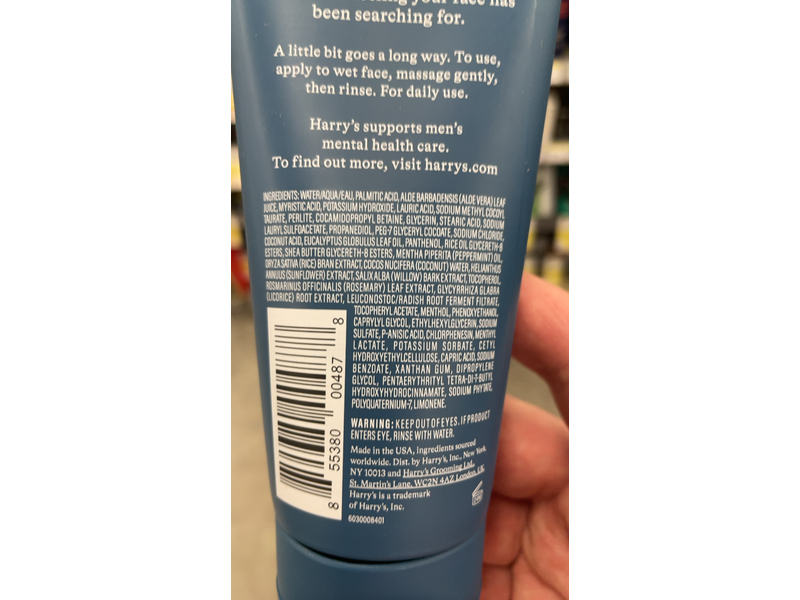 your face has
been searching for.
A little bit goes a long way. To use,
apply to wet face, massage gently,
then rinse. For daily use.
Harry's supports men's
mental health care.
To find out more, visit harrys.com
INGREDIENTS: WATER/AQUA/EAU, PALMITIC ACID, ALOE BARBADENSIS (ALOE VERA) LEAF
JUICE, MYRISTIC ACID, POTASSIUM HYDROXIDE, LAURIC ACID, SODIUM METHYL COCOYL
TAURATE, PERLITE, COCAMIDOPROPYL BETAINE, GLYCERIN, STEARIC ACID, SODIUM
LAURYL SULFOACETATE, PROPANEDIOL, PEG-7 GLYCERYL COCOATE, SODIUM CHLORIDE,
COCONUT ACID, EUCALYPTUS GLOBULUS LEAF OIL, PANTHENOL, RICE OIL GLYCERETH-8
ESTERS, SHEA BUTTER GLYCERETH-8 ESTERS, MENTHA PIPERITA (PEPPERMINT) OIL,
ORYZA SATIVA (RICE) BRAN EXTRACT, COCOS NUCIFERA (COCONUT) WATER, HELIANTHUS
ANNUUS (SUNFLOWER) EXTRACT, SALIX ALBA (WILLOW) BARK EXTRACT, TOCOPHEROL,
ROSMARINUS OFFICINALIS (ROSEMARY) LEAF EXTRACT, GLYCYRRHIZA GLABRA
(LICORICE) ROOT EXTRACT, LEUCONOSTOC/RADISH ROOT FERMENT FILTRATE,
TOCOPHERYL ACETATE, MENTHOL, PHENOXYETHANOL,
CAPRYLYL GLYCOL, ETHYLHEXYLGLYCERIN, SODIUM
SULFATE, P-ANISIC ACID, CHLORPHENESIN, MENTHYL
LACTATE, POTASSIUM SORBATE, CETYL
HYDROXYETHYLCELLULOSE, CAPRIC ACID, SODIUM
BENZOATE, XANTHAN GUM, DIPROPYLENE
GLYCOL, PENTAERYTHRITYL TETRA-DI-T-BUTYL
HYDROXYHYDROCINNAMATE, SODIUM PHYTATE,
POLYQUATERNIUM-7, LIMONENE.
WARNING: KEEP OUT OF EYES. IF PRODUCT
ENTERS EYE, RINSE WITH WATER.
Made in the USA, ingredients sourced
worldwide. Dist. by Harry's, Inc., New York,
NY 10013 and Harry's Grooming Ltd.,
St. Martin's Lane, WC2N 4AZ London, UK
Harry's is a trademark
of Harry's, Inc.
6030008401
8 55380 00487 8